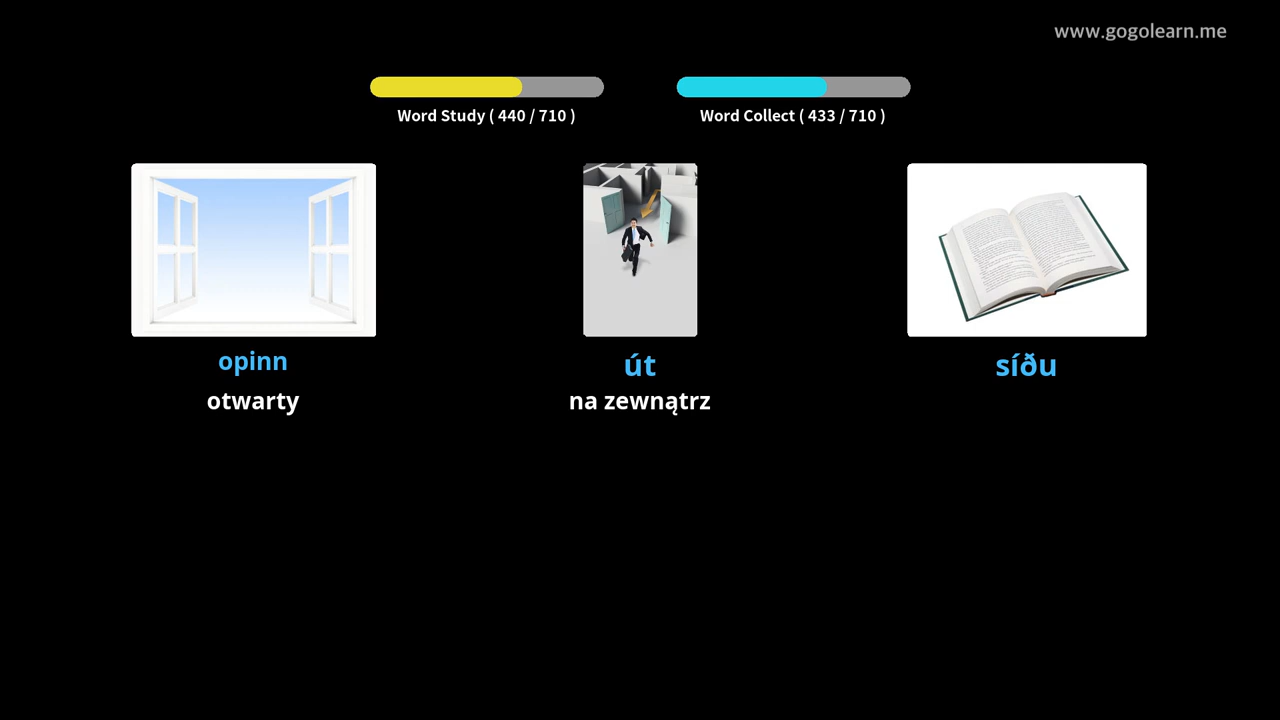 www.gogolearn.me
Word Study ( 440 / 710 )
Word Collect ( 433 / 710 )
opinn
út
síðu
otwarty
na zewnątrz